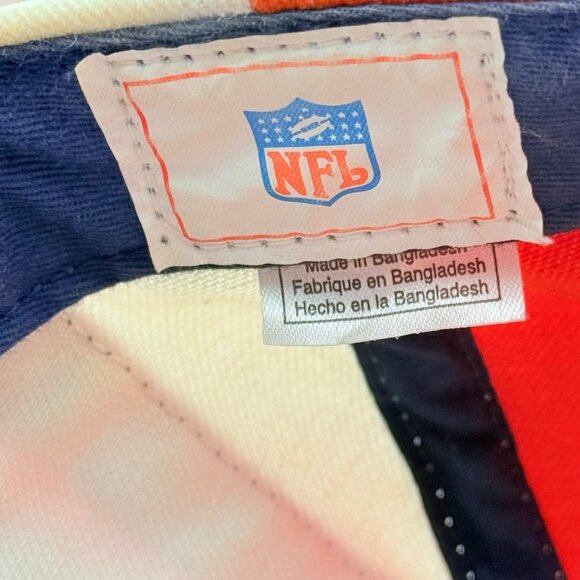 NFL
Made in Bangladesh
Fabrique en Bangladesh
Hecho en la Bangladesh